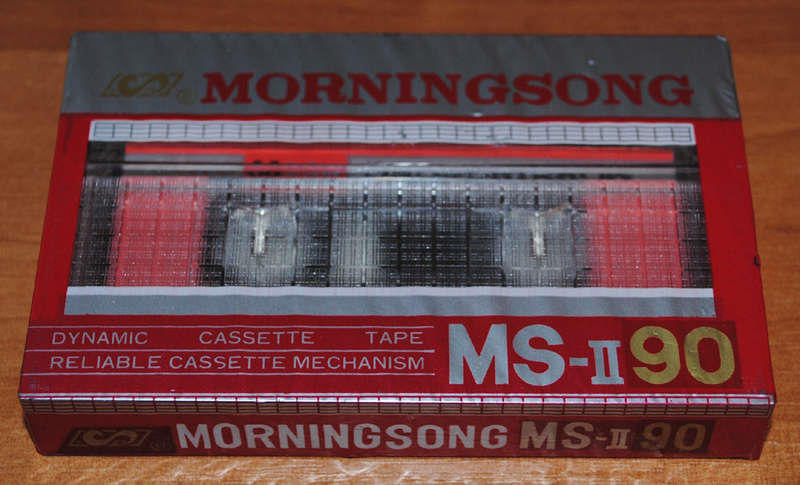 MORNINGSONG
DYNAMIC CASSETTE TAPE
RELIABLE CASSETTE MECHANISM
MS-II 90
MORNINGSONG MS-II 90